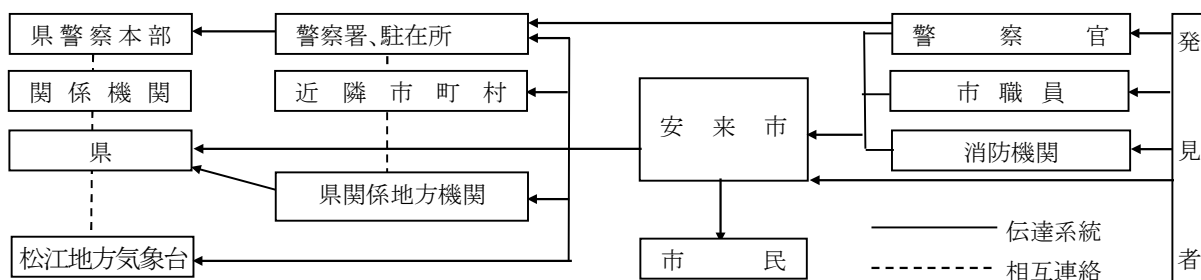 県警察本部
警察署、駐在所
警察官
発見者
関係機関
近隣市町村
市職員
安来市
県
消防機関
県関係地方機関
松江地方気象台
市民
伝達系統
相互連絡